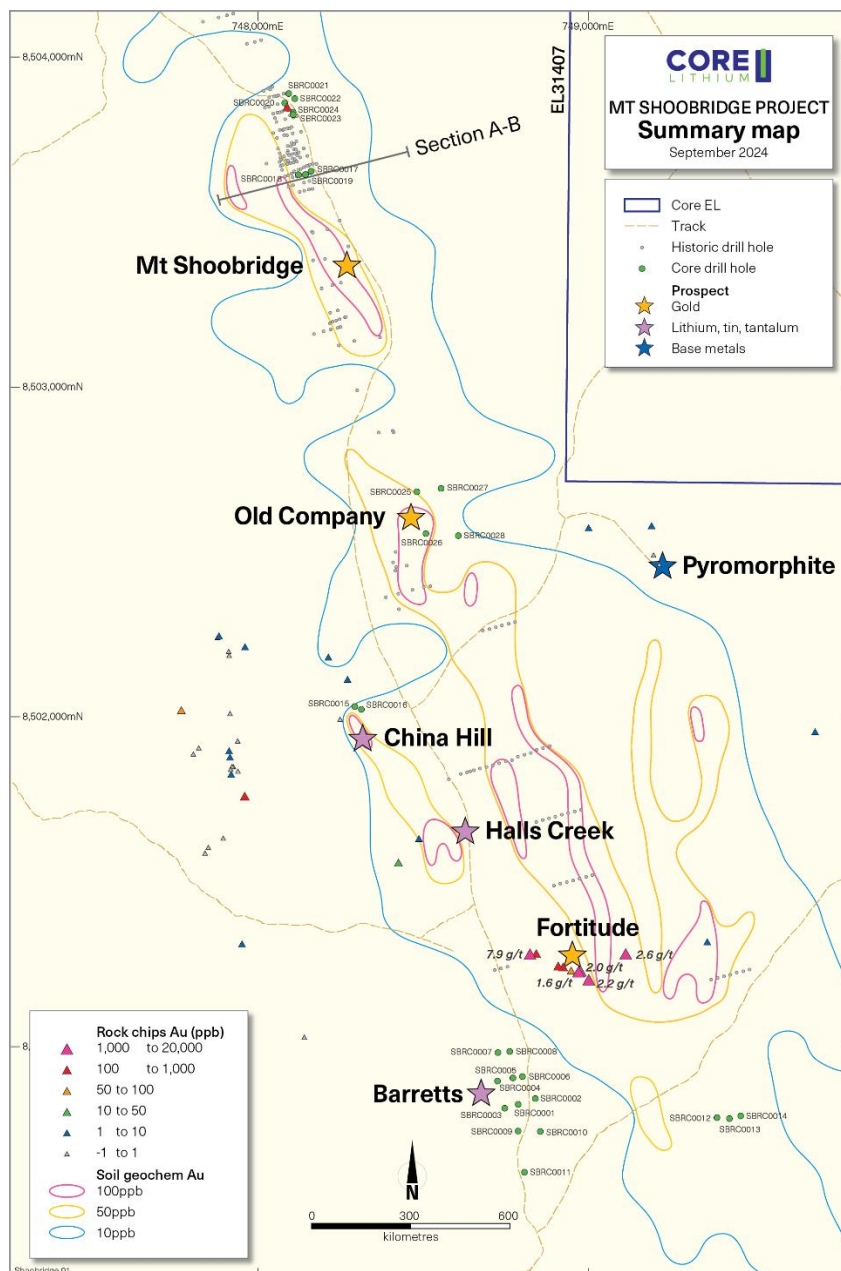 748,000mE
749,000mE
8,504,000mN
EL31407
CORE
LITHIUM
MT SHOOBRIDGE PROJECT
Summary map
September 2024
SBRC0021
SBRC0022
SBRC0020
SBRC0024
SBRC0023
Section A-B
SBRC0017
SBRC0018
SBRC0019
Core EL
Track
Historic drill hole
Core drill hole
Prospect
Gold
Lithium, tin, tantalum
Base metals
Mt Shoobridge
8,503,000mN
SBRC0025
SBRC0027
Old Company
SBRC0026
SBRC0028
Pyromorphite
8,502,000mN
SBRC0015
SBRC0016
China Hill
Halls Creek
Fortitude
7.9 g/t
2.6 g/t
2.0 g/t
1.6 g/t
2.2 g/t
Rock chips Au (ppb)
1,000 to 20,000
100 to 1,000
50 to 100
10 to 50
1 to 10
-1 to 1
Soil geochem Au
100ppb
50ppb
10ppb
8,
SBRC0007
SBRC0008
SBRC0005
SBRC0006
SBRC0004
Barretts
SBRC0002
SBRC0003
SBRC0001
SBRC0009
SBRC0010
SBRC0011
SBRC0012
SBRC0014
SBRC0013
N
0 300 600
kilometres